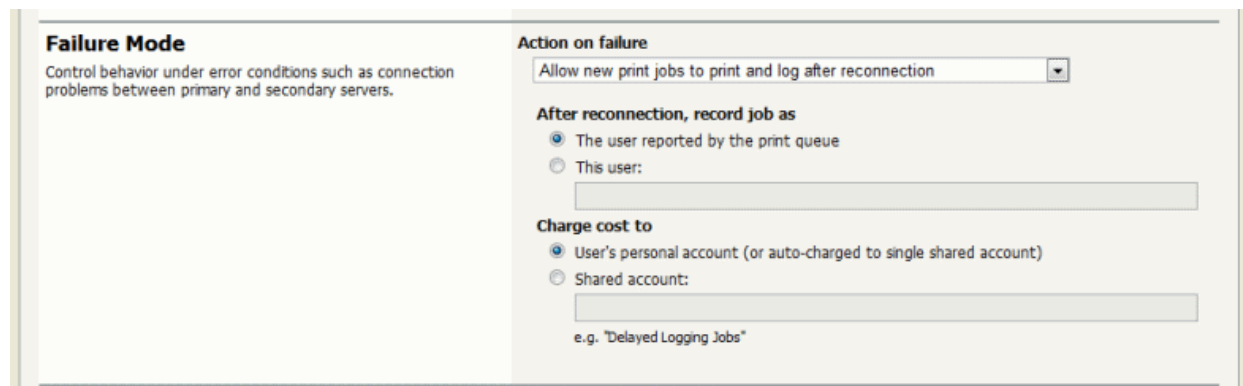 Failure Mode
Control behavior under error conditions such as connection
problems between primary and secondary servers.
Action on failure
Allow new print jobs to print and log after reconnection
After reconnection, record job as
The user reported by the print queue
This user:
Charge cost to
User's personal account (or auto-charged to single shared account)
Shared account:
e.g. "Delayed Logging Jobs"